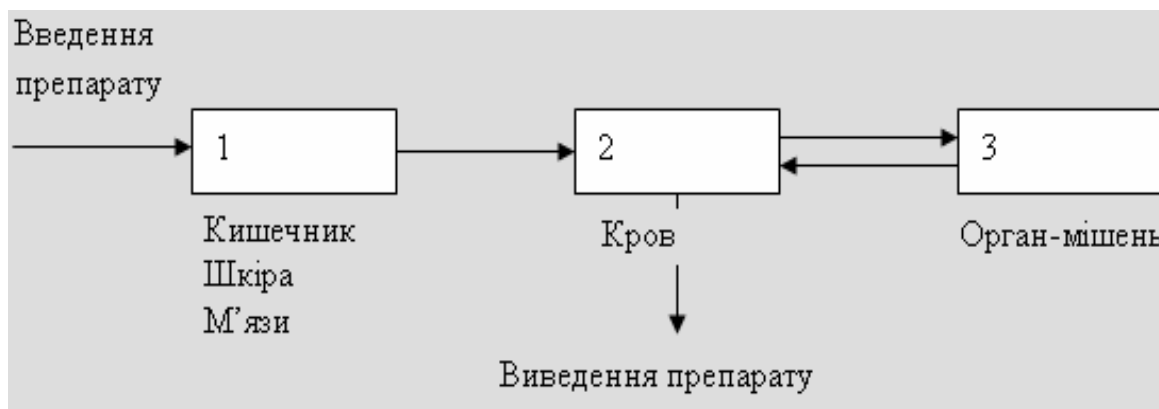 Введення
препарату
1
2
3
Кишечник
Шкіра
М’язи
Кров
Орган-мішень
Виведення препарату